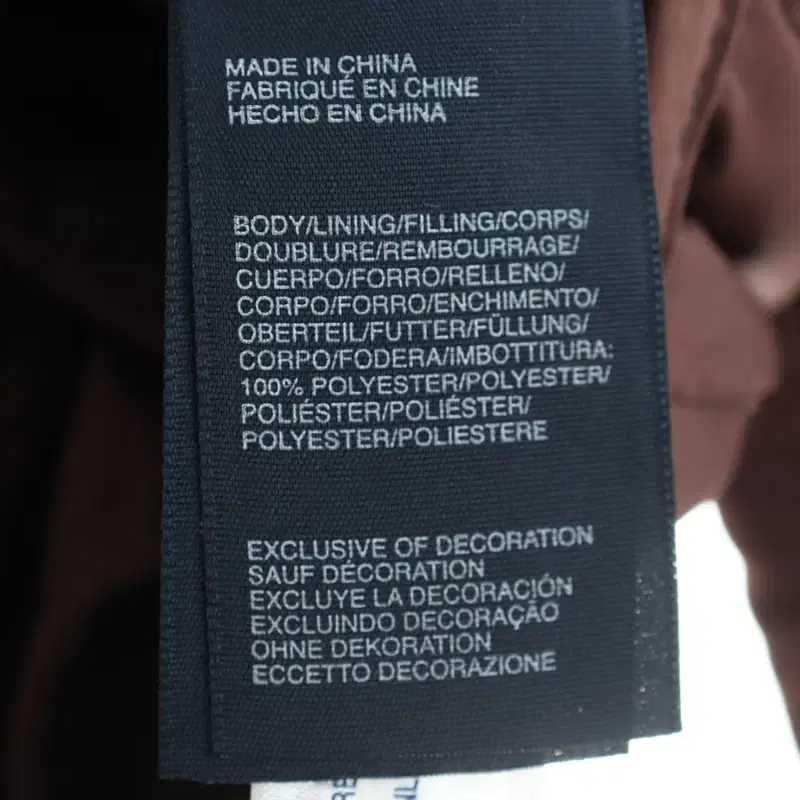 MADE IN CHINA
FABRIQUÉ EN CHINE
HECHO EN CHINA
BODY/LINING/FILLING/CORPS/
DOUBLURE/REMBOURRAGE/
CUERPO/FORRO/RELLENO/
CORPO/FORRO/ENCHIMENTO/
OBERTEIL/FUTTER/FÜLLUNG/
CORPO/FODERA/IMBOTTITURA:
100% POLYESTER/POLYESTER/
POLIÉSTER/POLIÉSTER/
POLYESTER/POLIESTERE
EXCLUSIVE OF DECORATION
SAUF DÉCORATION
EXCLUYE LA DECORACIÓN
EXCLUINDO DECORAÇÃO
OHNE DEKORATION
ECCETTO DECORAZIONE